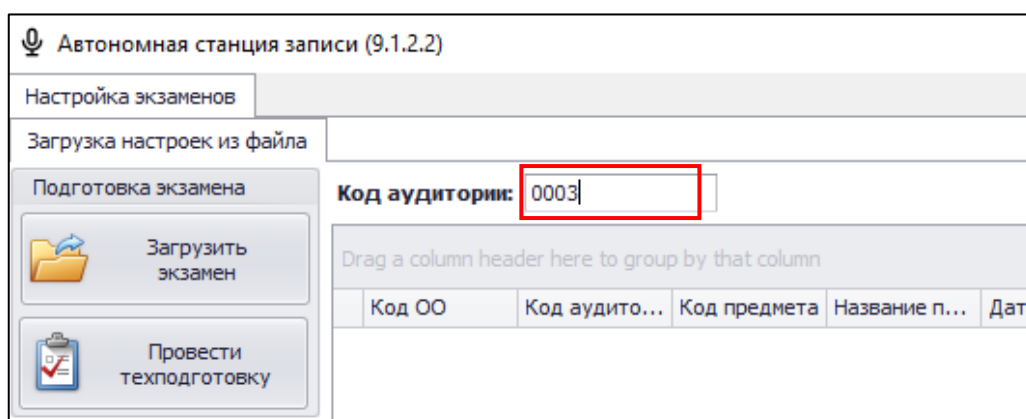 Автономная станция записи (9.1.2.2)
Настройка экзаменов
Загрузка настроек из файла
Подготовка экзамена
Код аудитории: 0003
Загрузить
экзамен
Drag a column header here to group by that column
Код ОО Код аудито... Код предмета Название п... Дат
Провести
техподготовку